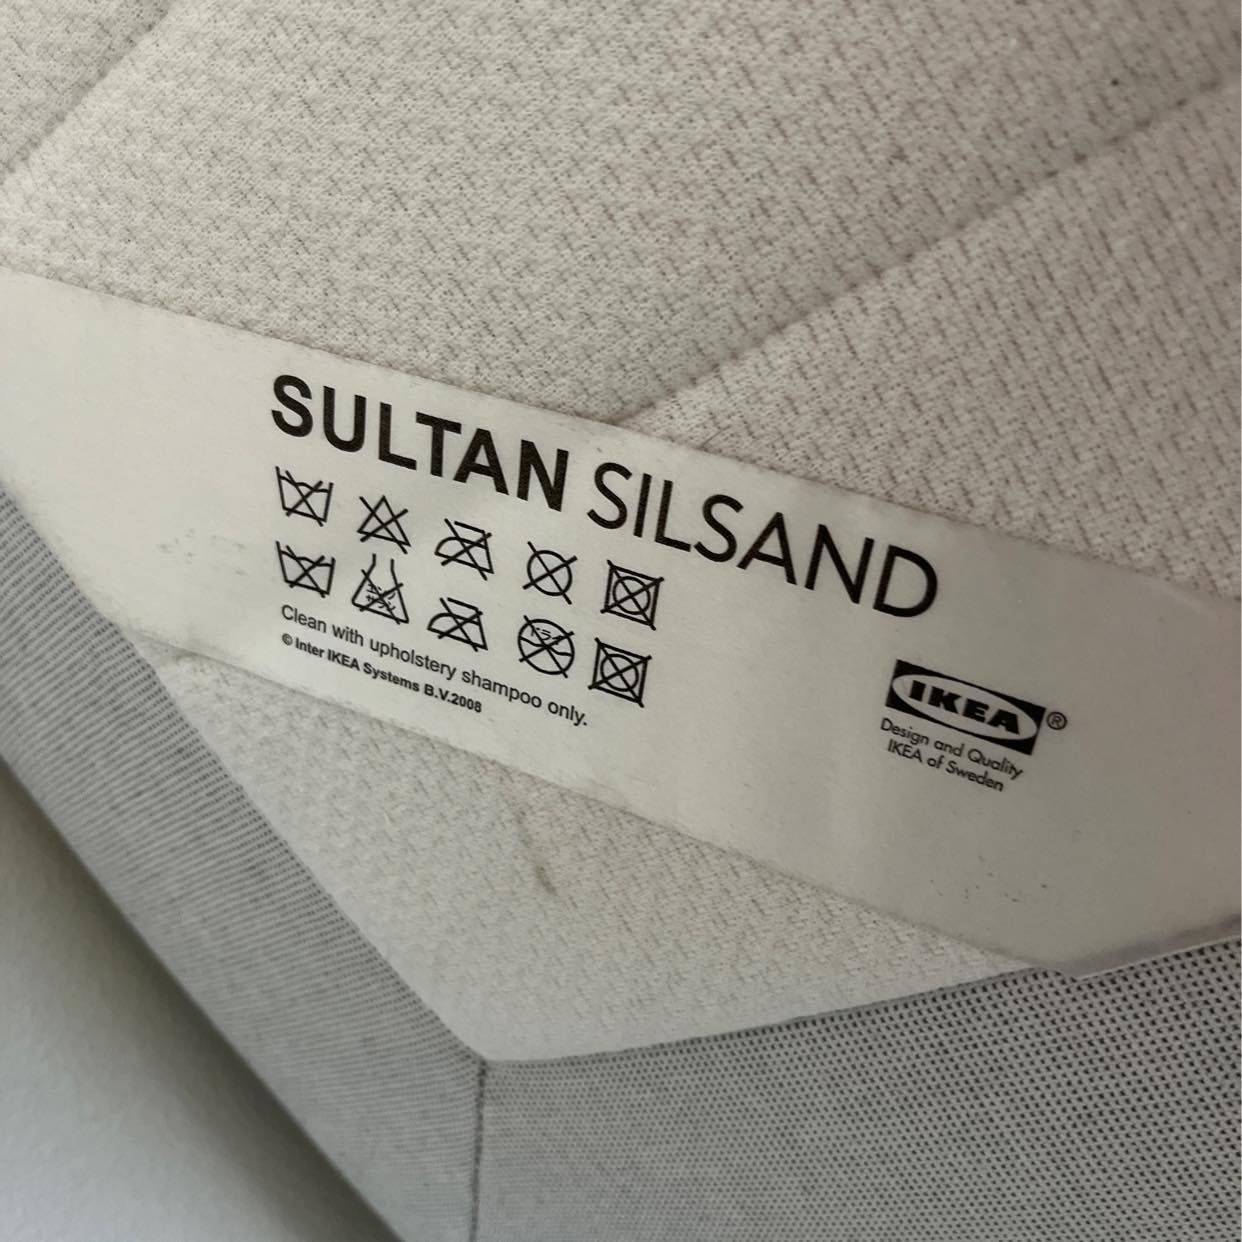 SULTAN SILSAND
Clean with upholstery shampoo only.
© Inter IKEA Systems B.V.2008
IKEA®
Design and Quality
IKEA of Sweden